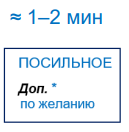 ≈ 1–2 мин
ПОСИЛЬНОЕ
Доп. *
по желанию